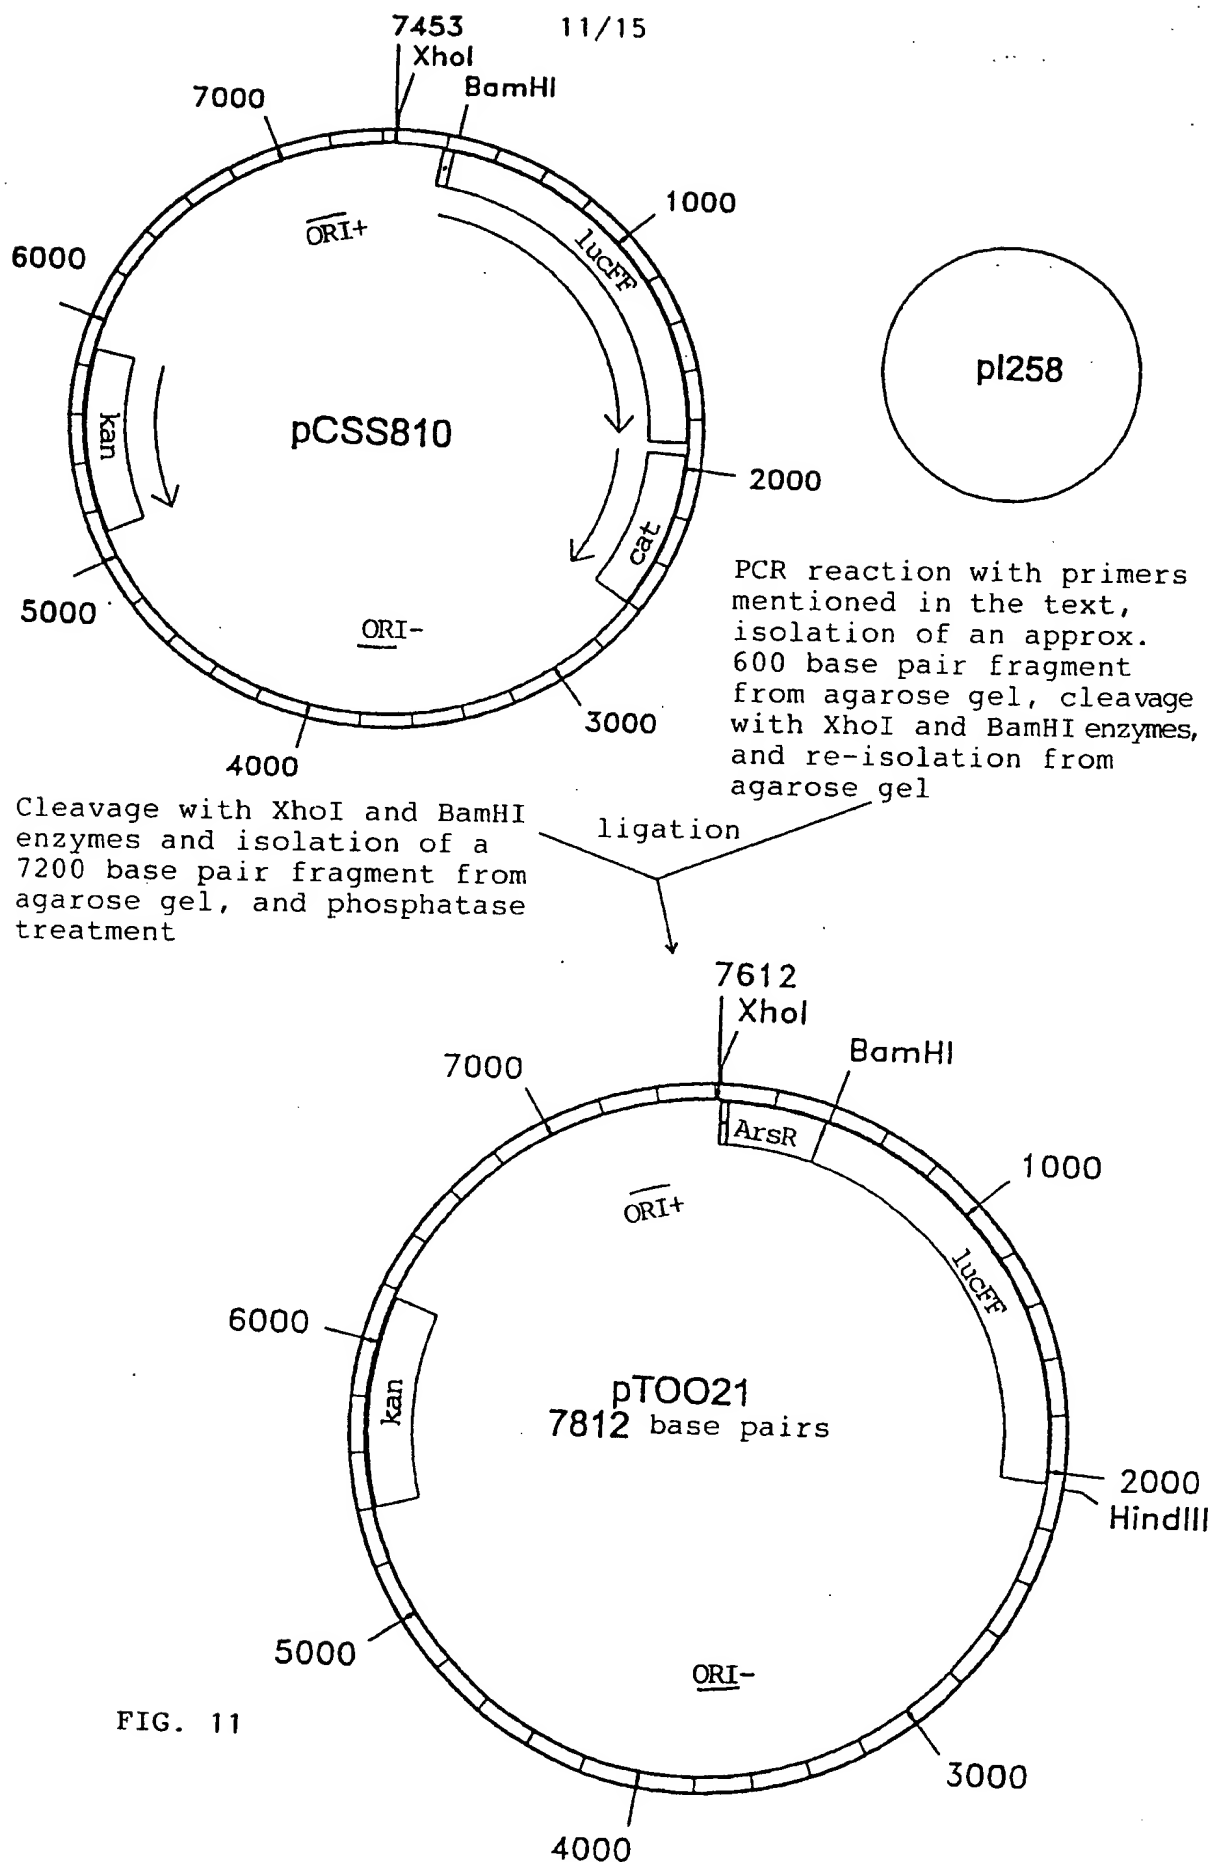 11/15
7453
XhoI
BamHI
7000
1000
ORI+
lucFF
6000
kan
pCSS810
pI258
2000
cat
5000
ORI-
3000
4000
PCR reaction with primers
mentioned in the text,
isolation of an approx.
600 base pair fragment
from agarose gel, cleavage
with XhoI and BamHI enzymes,
and re-isolation from
agarose gel
Cleavage with XhoI and BamHI
enzymes and isolation of a
7200 base pair fragment from
agarose gel, and phosphatase
treatment
ligation
7612
XhoI
BamHI
7000
ArsR
1000
ORI+
lucFF
6000
kan
pTOO21
7812 base pairs
2000
HindIII
5000
ORI-
3000
4000
FIG. 11